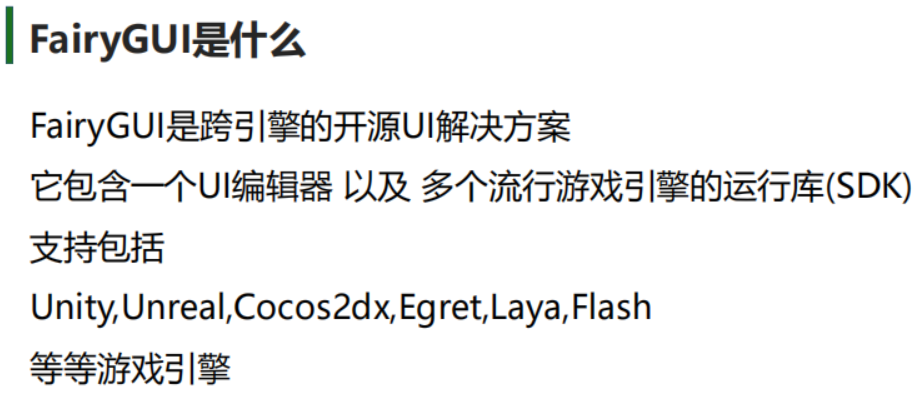 FairyGUI是什么
FairyGUI是跨引擎的开源UI解决方案
它包含一个UI编辑器 以及 多个流行游戏引擎的运行库(SDK)
支持包括
Unity,Unreal,Cocos2dx,Egret,Laya,Flash
等等游戏引擎